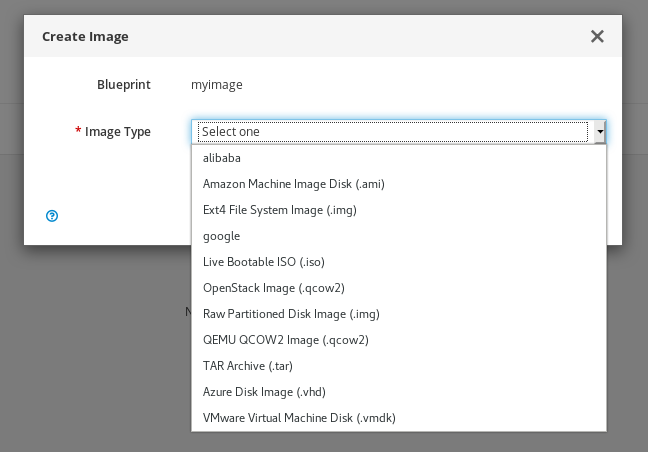 Create Image
Blueprint myimage
* Image Type Select one
alibaba
Amazon Machine Image Disk (.ami)
Ext4 File System Image (.img)
google
Live Bootable ISO (.iso)
OpenStack Image (.qcow2)
Raw Partitioned Disk Image (.img)
QEMU QCOW2 Image (.qcow2)
TAR Archive (.tar)
Azure Disk Image (.vhd)
VMware Virtual Machine Disk (.vmdk)